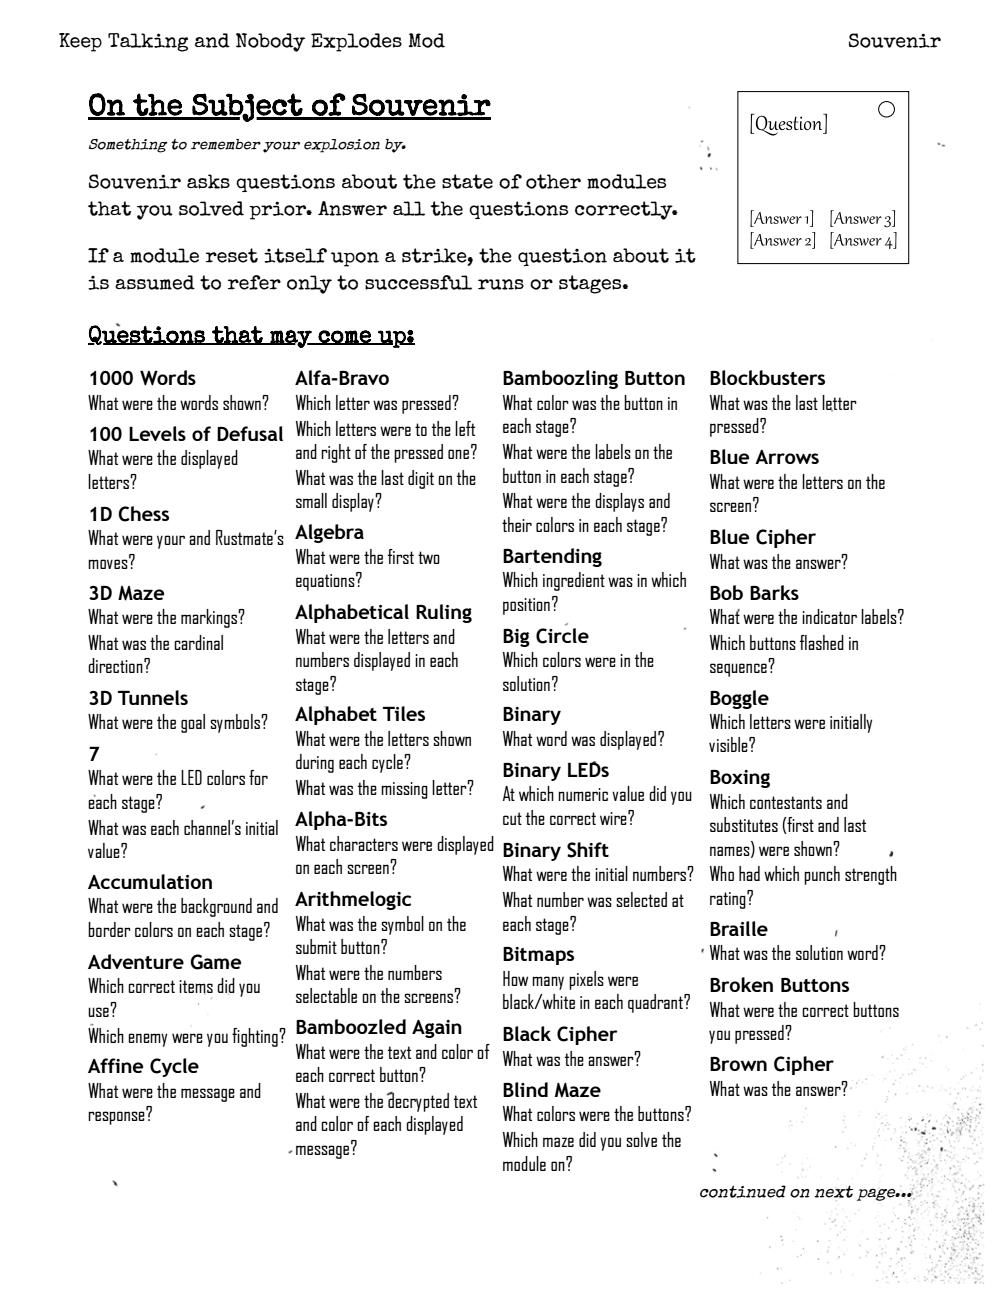 Keep Talking and Nobody Explodes Mod
Souvenir
On the Subject of Souvenir
Something to remember your explosion by.
Souvenir asks questions about the state of other modules
that you solved prior. Answer all the questions correctly.
If a module reset itself upon a strike, the question about it
is assumed to refer only to successful runs or stages.
[Question]
[Answer 1] [Answer 3]
[Answer 2] [Answer 4]
Questions that may come up:
1000 Words
What were the words shown?
100 Levels of Defusal
What were the displayed
letters?
1D Chess
What were your and Rustmate's
moves?
3D Maze
What were the markings?
What was the cardinal
direction?
3D Tunnels
What were the goal symbols?
7
What were the LED colors for
each stage?
What was each channel's initial
value?
Accumulation
What were the background and
border colors on each stage?
Adventure Game
Which correct items did you
use?
Which enemy were you fighting?
Affine Cycle
What were the message and
response?
Alfa-Bravo
Which letter was pressed?
Which letters were to the left
and right of the pressed one?
What was the last digit on the
small display?
Algebra
What were the first two
equations?
Alphabetical Ruling
What were the letters and
numbers displayed in each
stage?
Alphabet Tiles
What were the letters shown
during each cycle?
What was the missing letter?
Alpha-Bits
What characters were displayed
on each screen?
Arithmelogic
What was the symbol on the
submit button?
What were the numbers
selectable on the screens?
Bamboozled Again
What were the text and color of
each correct button?
What were the decrypted text
and color of each displayed
message?
Bamboozling Button
What color was the button in
each stage?
What were the labels on the
button in each stage?
What were the displays and
their colors in each stage?
Bartending
Which ingredient was in which
position?
Big Circle
Which colors were in the
solution?
Binary
What word was displayed?
Binary LEDs
At which numeric value did you
cut the correct wire?
Binary Shift
What were the initial numbers?
What number was selected at
each stage?
Bitmaps
How many pixels were
black/white in each quadrant?
Black Cipher
What was the answer?
Blind Maze
What colors were the buttons?
Which maze did you solve the
module on?
Blockbusters
What was the last letter
pressed?
Blue Arrows
What were the letters on the
screen?
Blue Cipher
What was the answer?
Bob Barks
What were the indicator labels?
Which buttons flashed in
sequence?
Boggle
Which letters were initially
visible?
Boxing
Which contestants and
substitutes (first and last
names) were shown?
Who had which punch strength
rating?
Braille
What was the solution word?
Broken Buttons
What were the correct buttons
you pressed?
Brown Cipher
What was the answer?
continued on next page...